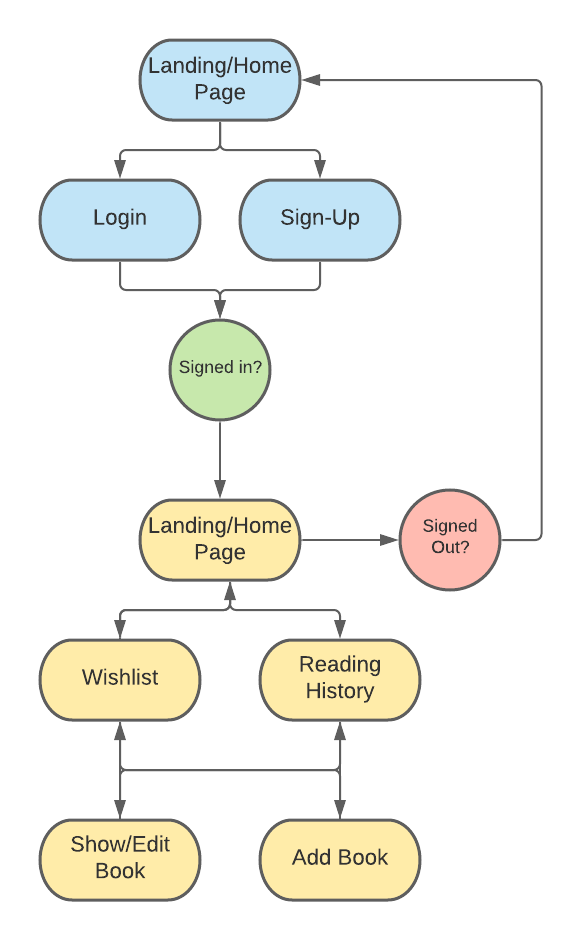 Landing/Home
Page
Login
Sign-Up
Signed in?
Landing/Home
Page
Signed
Out?
Wishlist
Reading
History
Show/Edit
Book
Add Book